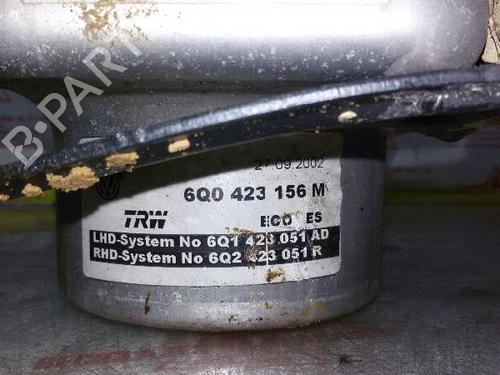 B-PARTS
27.09.2002
6Q0 423 156 M
TRW ECO ES
LHD-System No 6Q1 423 051 AD
RHD-System No 6Q2 423 051 R